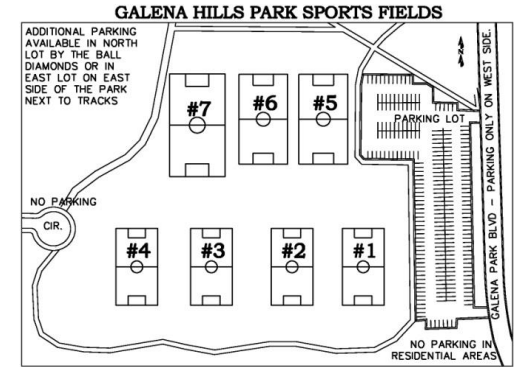 GALENA HILLS PARK SPORTS FIELDS
ADDITIONAL PARKING
AVAILABLE IN NORTH
LOT BY THE BALL
DIAMONDS OR IN
EAST LOT ON EAST
SIDE OF THE PARK
NEXT TO TRACKS
N
#7
#6
#5
PARKING LOT
GALENA PARK BLVD - PARKING ONLY ON WEST SIDE.
NO PARKING
CIR.
#4
#3
#2
#1
NO PARKING IN
RESIDENTIAL AREAS